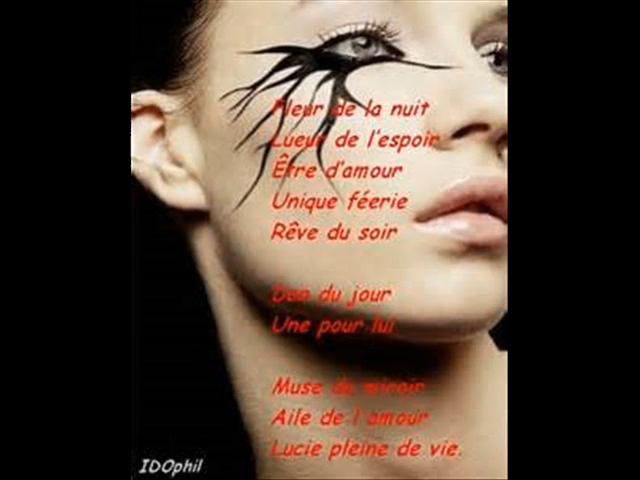 Fleur de la nuit
Lueur de l'espoir
Être d'amour
Unique féerie
Rêve du soir
Don du jour
Une pour lui
Muse du miroir
Aile de l'amour
Lucie pleine de vie.
IDOphil